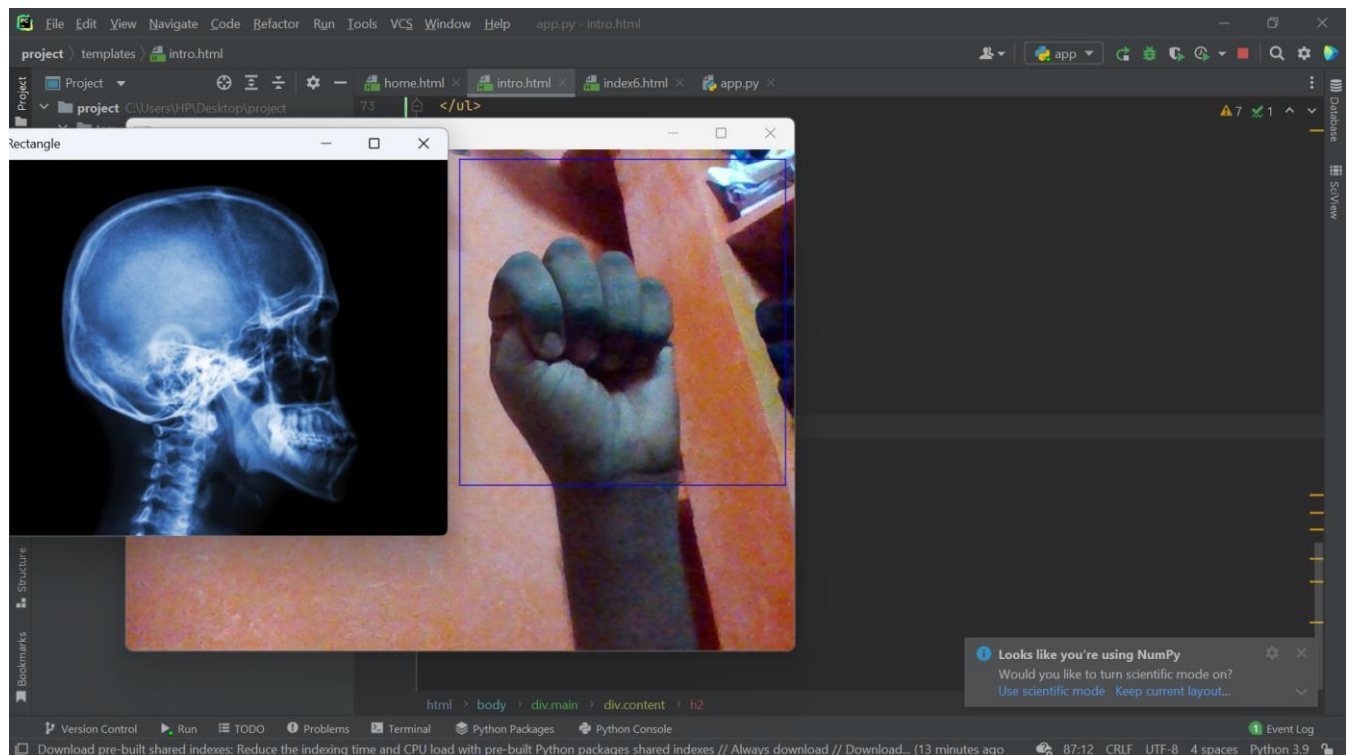 File Edit View Navigate Code Refactor Run Tools VCS Window Help app.py - intro.html
project templates intro.html app
Project Project home.html intro.html index6.html app.py
project C:\Users\HP\Desktop\project 73 </ul> 7 1
Database
SciView
Rectangle
Structure
Bookmarks
Looks like you're using NumPy
Would you like to turn scientific mode on?
Use scientific mode Keep current layout...
html body div.main div.content h2
Version Control Run TODO Problems Terminal Python Packages Python Console 1 Event Log
Download pre-built shared indexes: Reduce the indexing time and CPU load with pre-built Python packages shared indexes // Always download // Download... (13 minutes ago 87:12 CRLF UTF-8 4 spaces Python 3.9